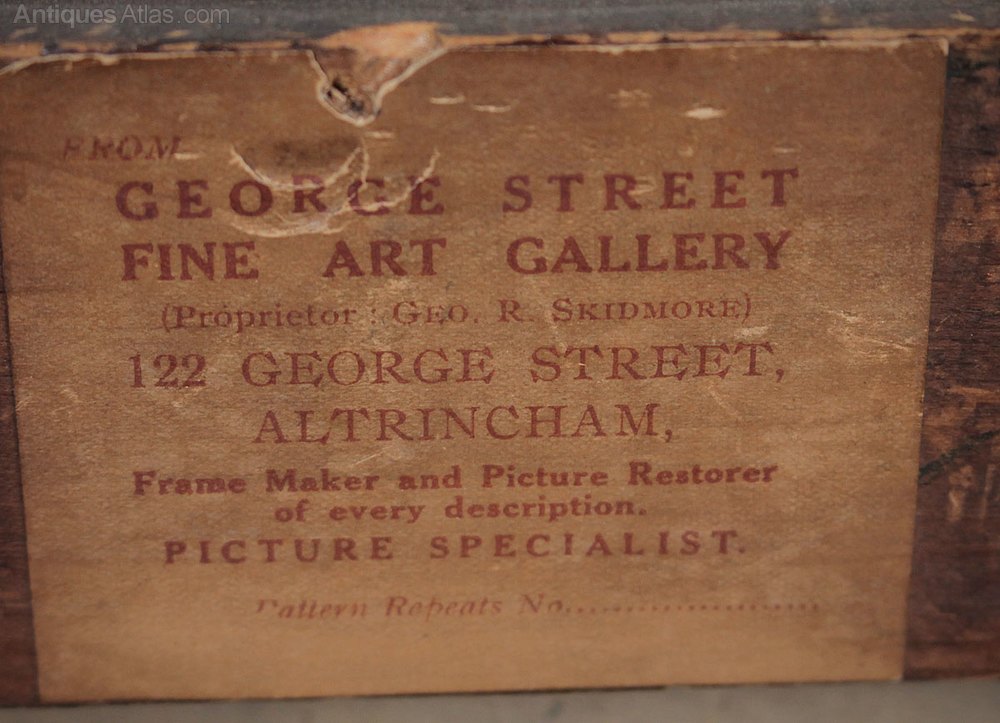 AntiquesAtlas.com
FROM
GEORGE STREET
FINE ART GALLERY
(Proprietor : GEO. R. SKIDMORE)
122 GEORGE STREET,
ALTRINCHAM,
Frame Maker and Picture Restorer
of every description.
PICTURE SPECIALIST.
Pattern Repeats No..........................